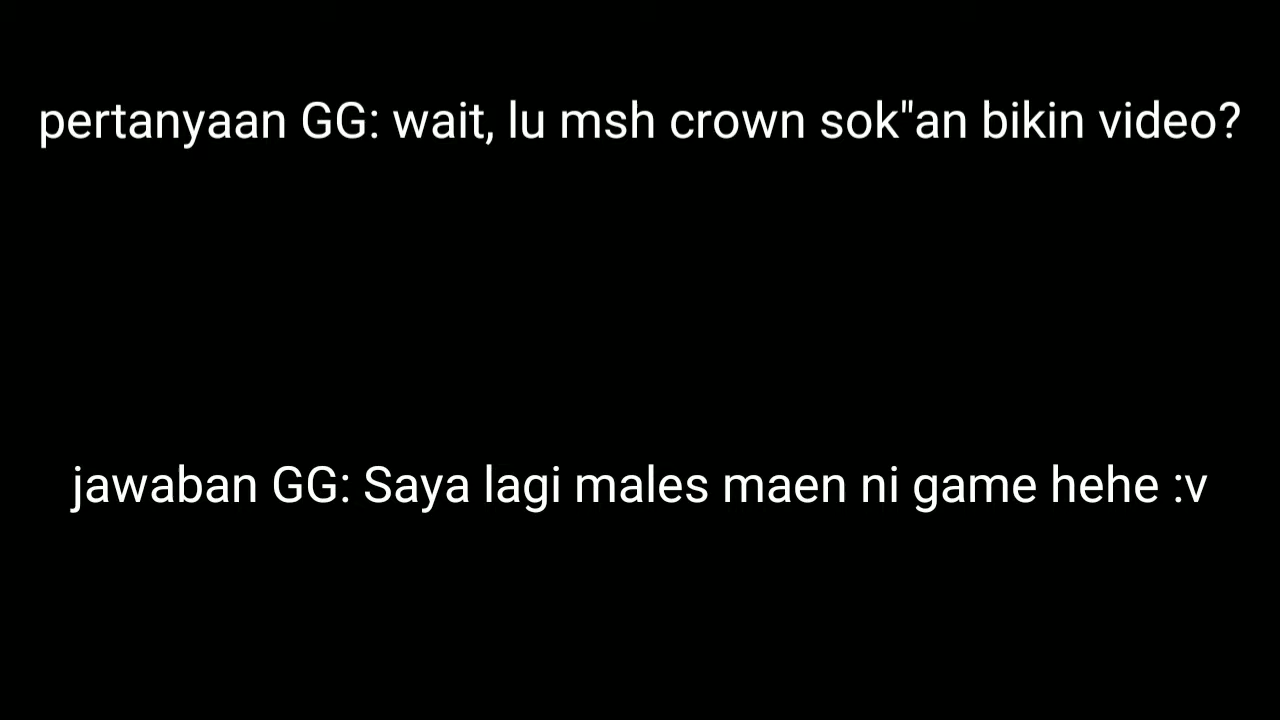 pertanyaan GG: wait, lu msh crown sok"an bikin video?
jawaban GG: Saya lagi males maen ni game hehe :v